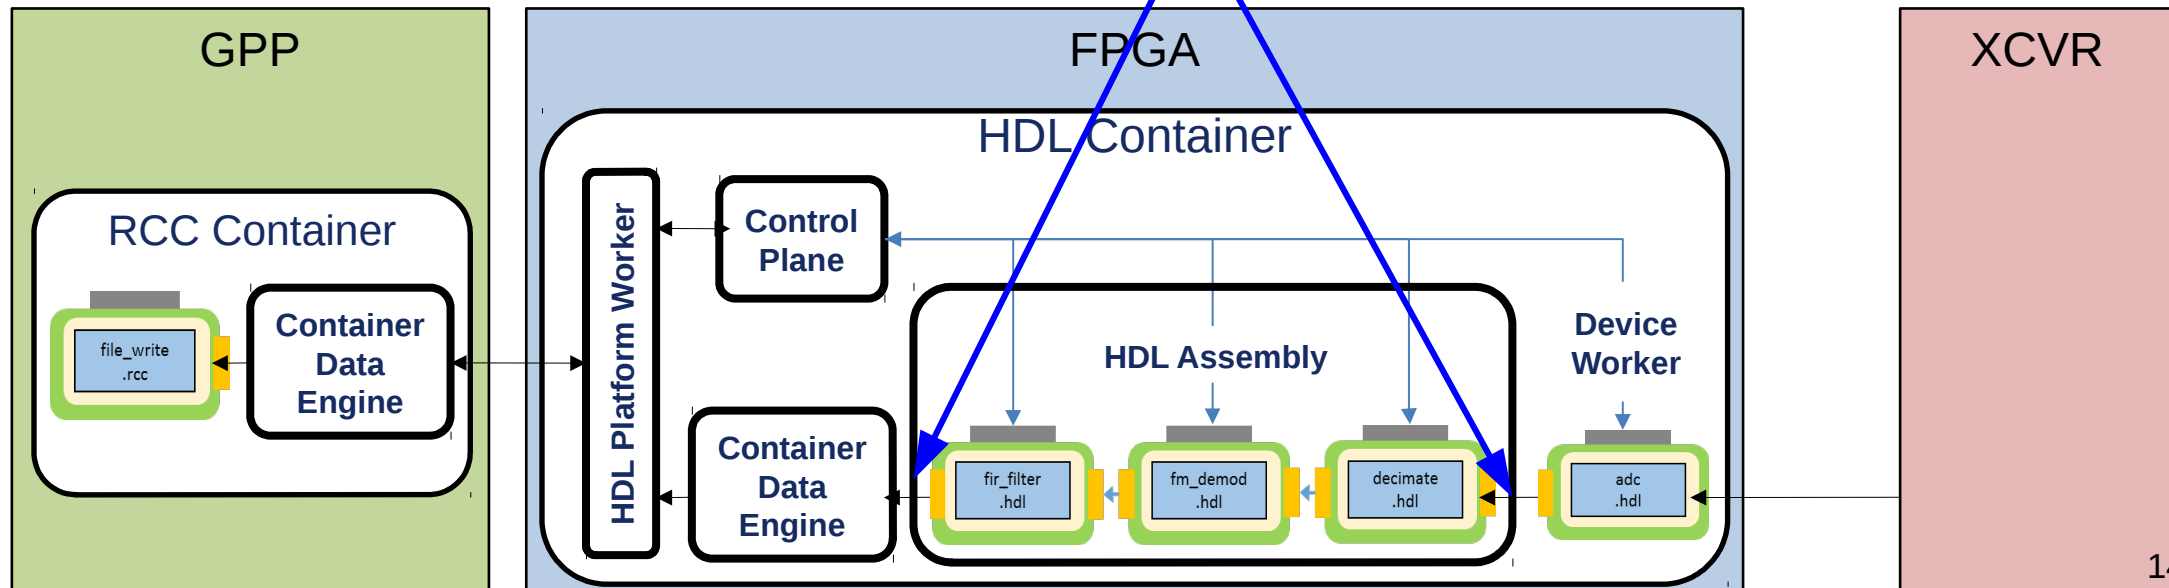 GPP
FPGA
XCVR
HDL Container
RCC Container
HDL Platform Worker
Control
Plane
Container
Data
Engine
file_write
.rcc
HDL Assembly
Device
Worker
Container
Data
Engine
fir_filter
.hdl
fm_demod
.hdl
decimate
.hdl
adc
.hdl